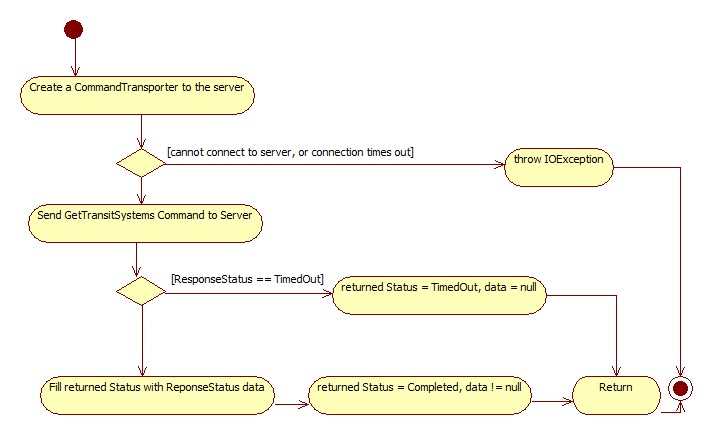 Create a CommandTransporter to the server
[cannot connect to server, or connection times out]
throw IOException
Send GetTransitSystems Command to Server
[ResponseStatus == TimedOut]
returned Status = TimedOut, data = null
Fill returned Status with ReponseStatus data
returned Status = Completed, data != null
Return